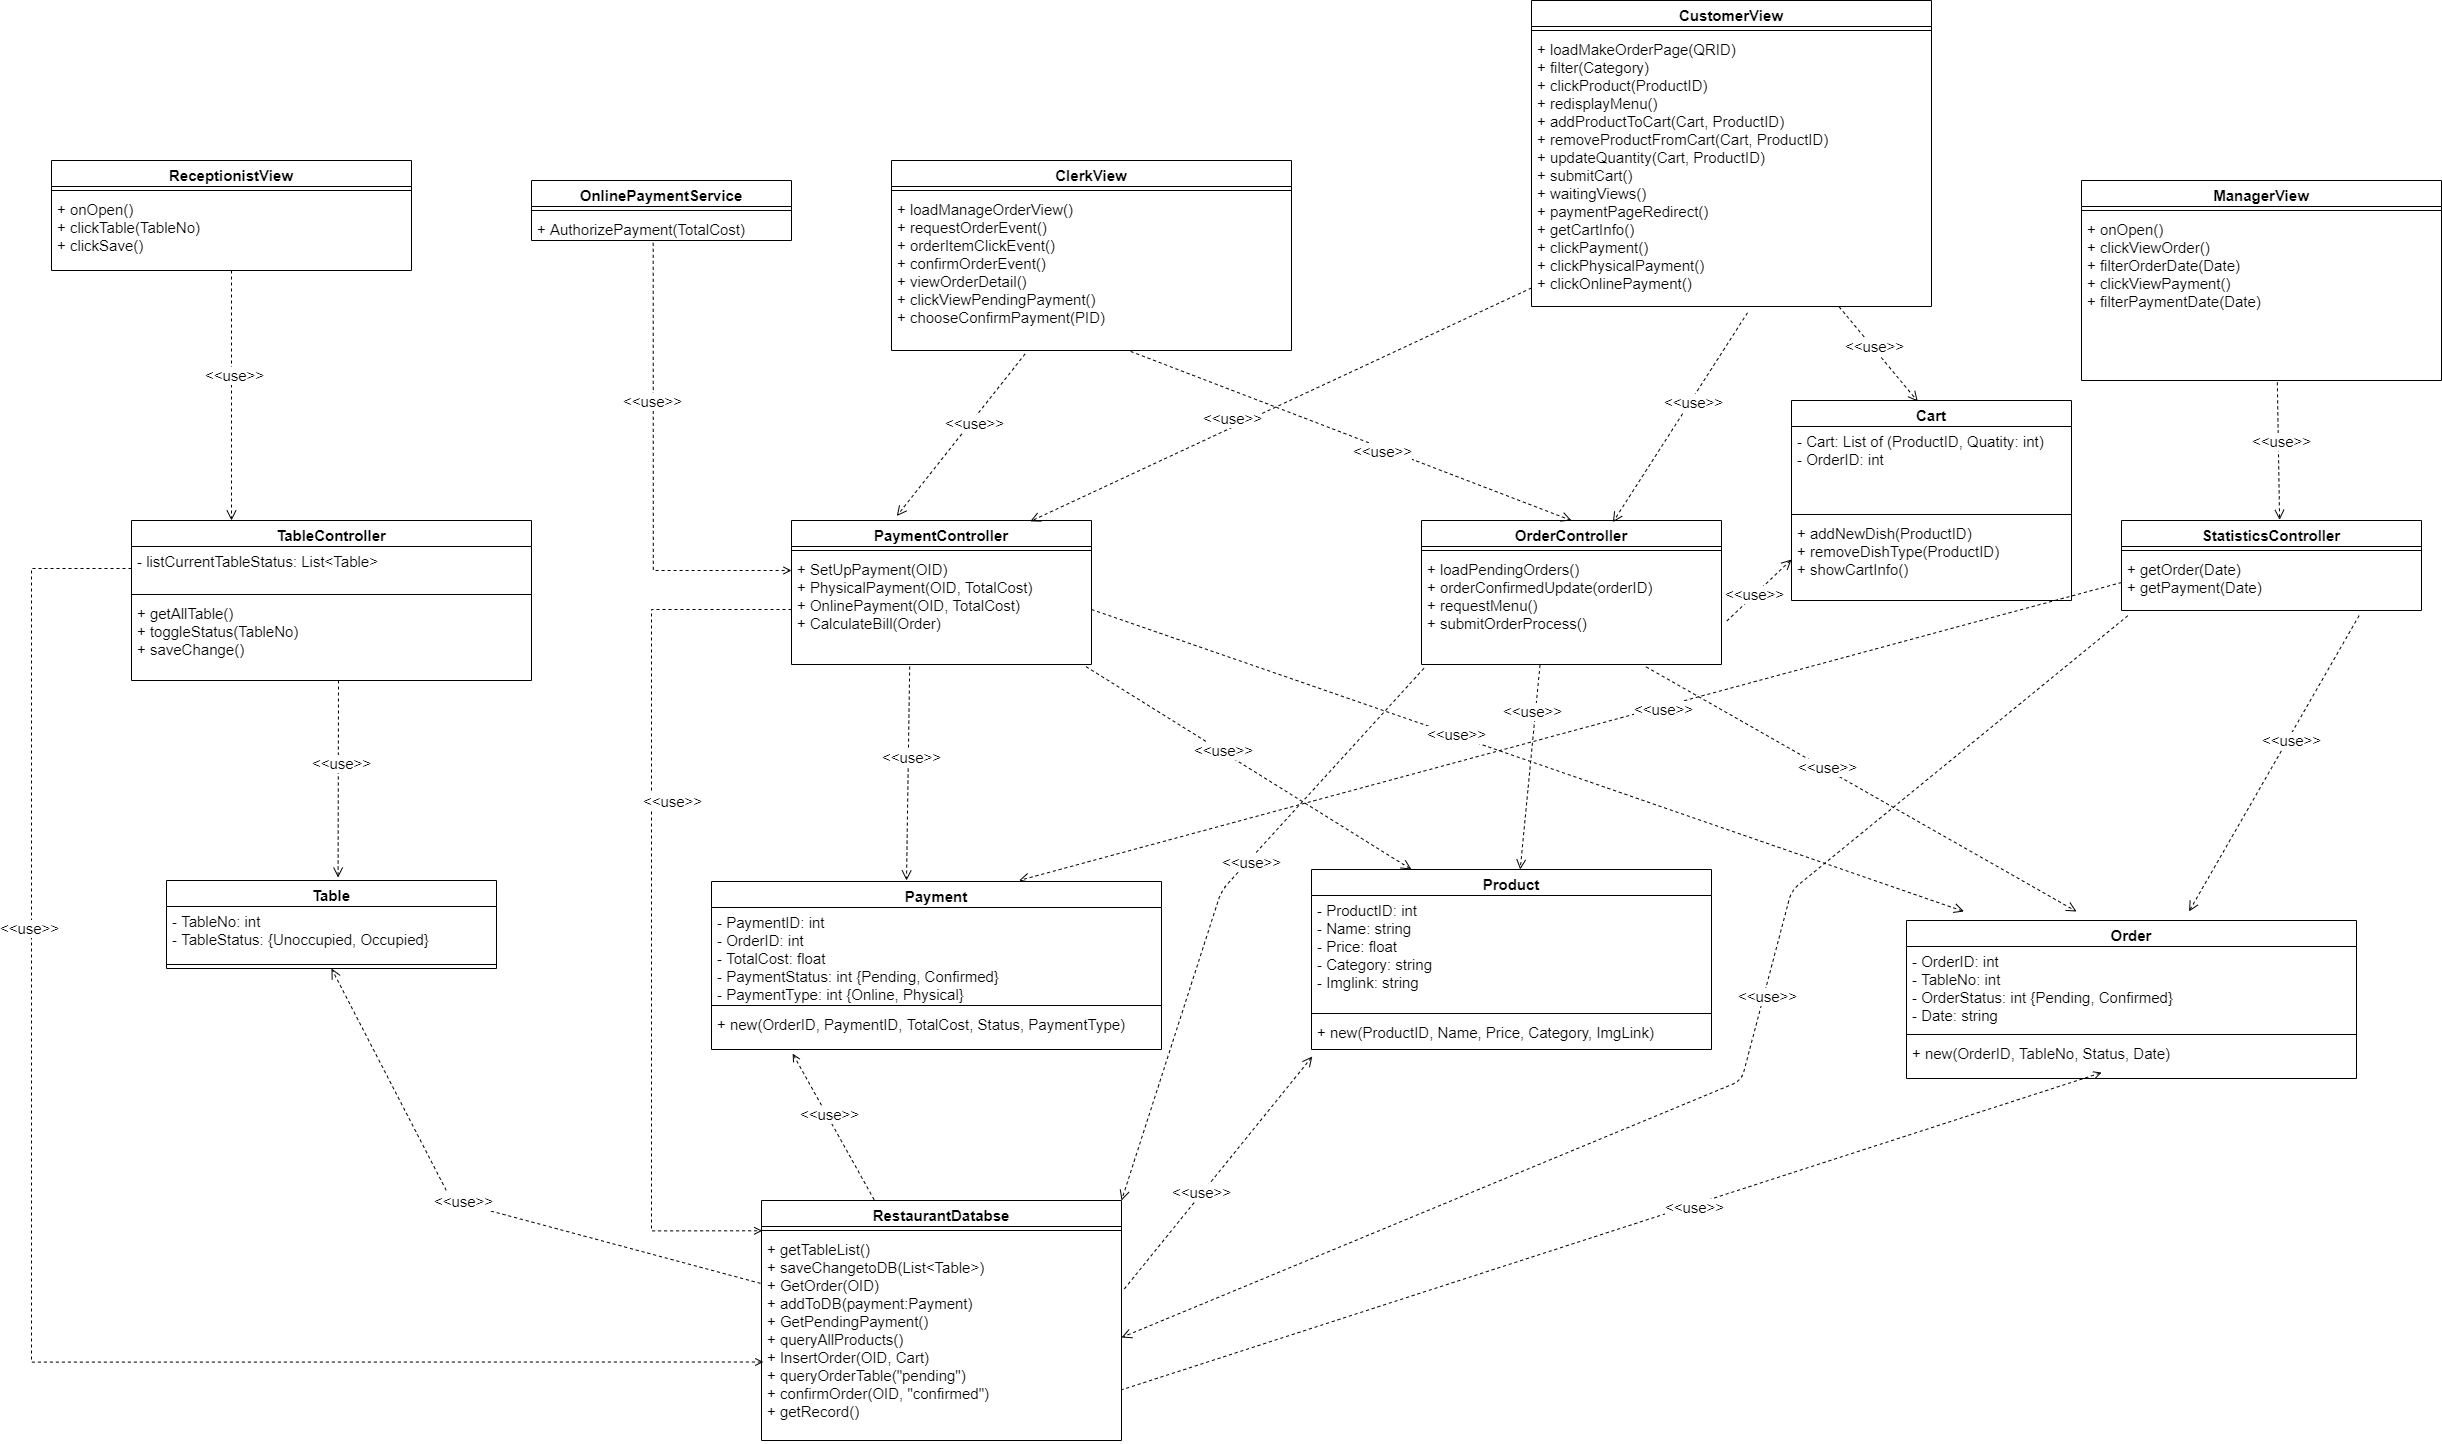 CustomerView
+ loadMakeOrderPage(QRID)
+ filter(Category)
+ clickProduct(ProductID)
+ redisplayMenu()
+ addProductToCart(Cart, ProductID)
+ removeProductFromCart(Cart, ProductID)
+ updateQuantity(Cart, ProductID)
+ submitCart()
+ waitingViews()
+ paymentPageRedirect()
+ getCartInfo()
+ clickPayment()
+ clickPhysicalPayment()
+ clickOnlinePayment()
ReceptionistView
+ onOpen()
+ clickTable(TableNo)
+ clickSave()
OnlinePaymentService
+ AuthorizePayment(TotalCost)
ClerkView
+ loadManageOrderView()
+ requestOrderEvent()
+ orderItemClickEvent()
+ confirmOrderEvent()
+ viewOrderDetail()
+ clickViewPendingPayment()
+ chooseConfirmPayment(PID)
ManagerView
+ onOpen()
+ clickViewOrder()
+ filterOrderDate(Date)
+ clickViewPayment()
+ filterPaymentDate(Date)
<<use>>
<<use>>
<<use>>
<<use>>
<<use>>
<<use>>
<<use>>
<<use>>
Cart
- Cart: List of (ProductID, Quatity: int)
- OrderID: int
+ addNewDish(ProductID)
+ removeDishType(ProductID)
+ showCartInfo()
TableController
- listCurrentTableStatus: List<Table>
+ getAllTable()
+ toggleStatus(TableNo)
+ saveChange()
PaymentController
+ SetUpPayment(OID)
+ PhysicalPayment(OID, TotalCost)
+ OnlinePayment(OID, TotalCost)
+ CalculateBill(Order)
OrderController
+ loadPendingOrders()
+ orderConfirmedUpdate(orderID)
+ requestMenu()
+ submitOrderProcess()
<<use>>
StatisticsController
+ getOrder(Date)
+ getPayment(Date)
<<use>>
<<use>>
<<use>>
<<use>>
<<use>>
<<use>>
<<use>>
<<use>>
<<use>>
<<use>>
<<use>>
<<use>>
<<use>>
Table
- TableNo: int
- TableStatus: {Unoccupied, Occupied}
Payment
- PaymentID: int
- OrderID: int
- TotalCost: float
- PaymentStatus: int {Pending, Confirmed}
- PaymentType: int {Online, Physical}
+ new(OrderID, PaymentID, TotalCost, Status, PaymentType)
Product
- ProductID: int
- Name: string
- Price: float
- Category: string
- Imglink: string
+ new(ProductID, Name, Price, Category, ImgLink)
Order
- OrderID: int
- TableNo: int
- OrderStatus: int {Pending, Confirmed}
- Date: string
+ new(OrderID, TableNo, Status, Date)
<<use>>
<<use>>
<<use>>
<<use>>
RestaurantDatabse
+ getTableList()
+ saveChangetoDB(List<Table>)
+ GetOrder(OID)
+ addToDB(payment:Payment)
+ GetPendingPayment()
+ queryAllProducts()
+ InsertOrder(OID, Cart)
+ queryOrderTable("pending")
+ confirmOrder(OID, "confirmed")
+ getRecord()